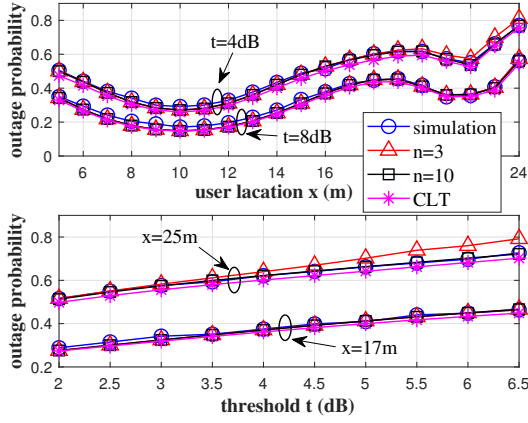 outage probability
0.8
0.6
0.4
0.2
0
t=4dB
t=8dB
6
8
10
12
14
16
24
user lacation x (m)
simulation
n=3
n=10
CLT
outage probability
0.8
0.6
0.4
0.2
x=25m
x=17m
2
2.5
3
3.5
4
4.5
5
5.5
6
6.5
threshold t (dB)